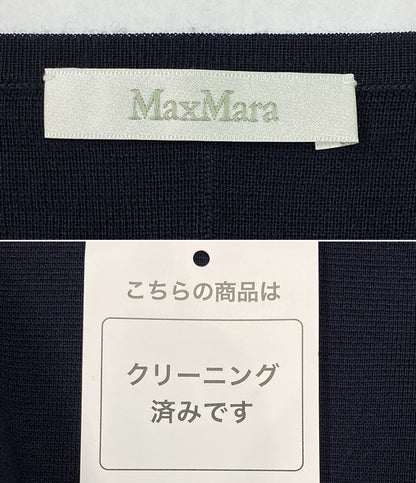 MaxMara
こちらの商品は
クリーニング
済みです